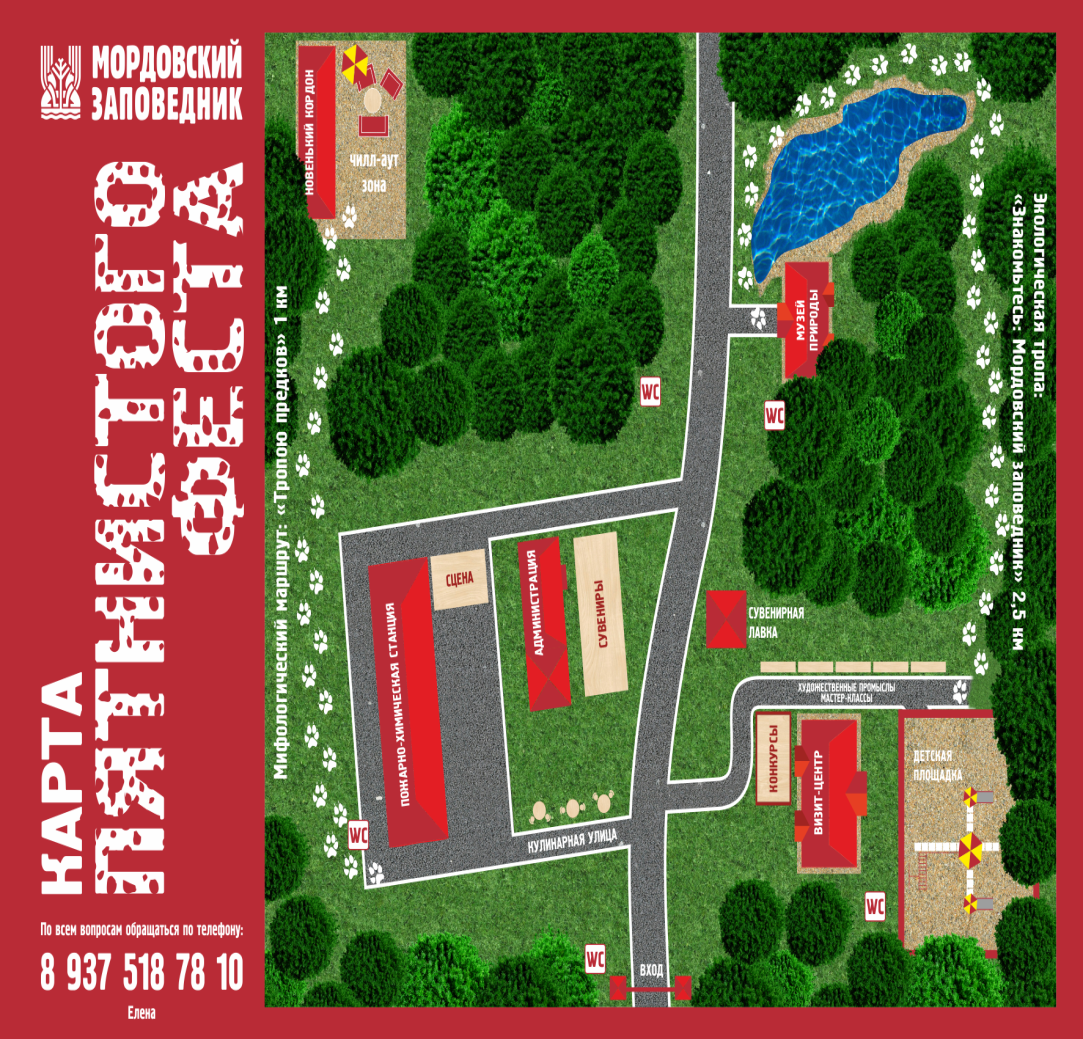 МОРДОВСКИЙ
ЗАПОВЕДНИК
КАРТА
ПЯТНИСТОГО
ФЕСТА
По всем вопросам обращаться по телефону:
8 937 518 78 10
Елена
НОВЕНЬКИЙ КОРДОН
ЧИЛЛ-АУТ
ЗОНА
Мифологический маршрут: «Тропою предков» 1 км
Экологическая тропа:
«Знакомьтесь: Мордовский заповедник» 2,5 км
МУЗЕЙ
ПРИРОДЫ
WC
WC
СЦЕНА
ПОЖАРНО-ХИМИЧЕСКАЯ СТАНЦИЯ
АДМИНИСТРАЦИЯ
СУВЕНИРЫ
СУВЕНИРНАЯ
ЛАВКА
ХУДОЖЕСТВЕННЫЕ ПРОМЫСЛЫ
МАСТЕР-КЛАССЫ
КОНКУРСЫ
ВИЗИТ-ЦЕНТР
ДЕТСКАЯ
ПЛОЩАДКА
WC
КУЛИНАРНАЯ УЛИЦА
WC
WC
ВХОД